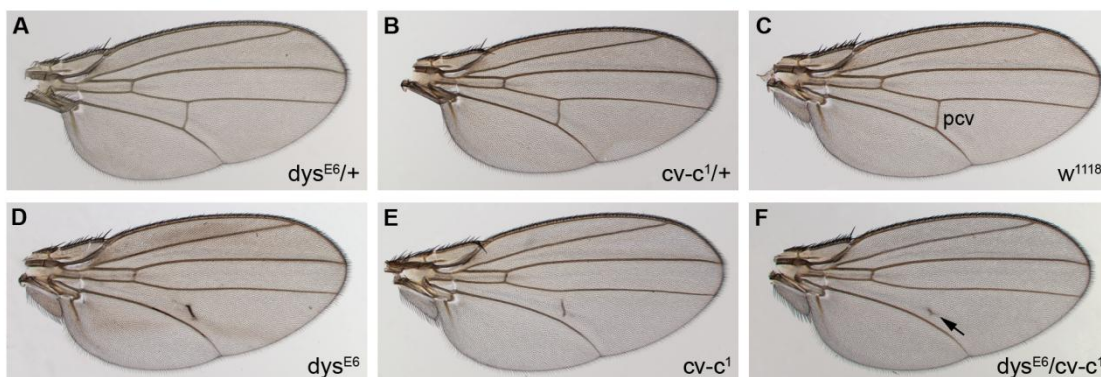 A
dys^E6/+
B
cv-c^1/+
C
pcv
w^1118
D
dys^E6
E
cv-c^1
F
dys^E6/cv-c^1